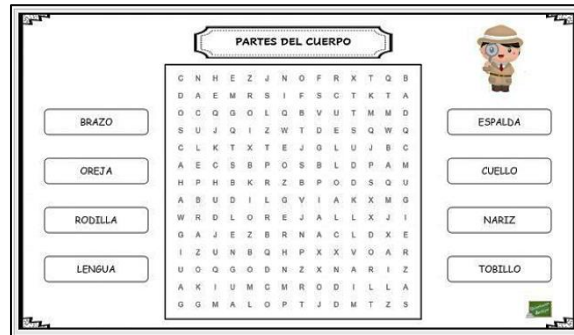 PARTES DEL CUERPO
BRAZO
OREJA
RODILLA
LENGUA
C N H E Z J N O F R X T Q B
D A E M R S I F S C T K T A
O C Q G O L Q B V U T M M D
S U J Q I Z W T D E S Q W Q
C L K T X T E J G L U J B C
A E C S B P O S B L D P A M
H P H B K R Z B P O D S Q U
A B U D I L G V I A K X M G
W R D L O R E J A L L X J I
G A J E Z B R N A C L D X E
I Z U N B Q H P X X V O A R
U O Q G O D N Z X N A R I Z
A K I U M C M R O D I L L A
G G M A L O P T J D M T Z S
ESPALDA
CUELLO
NARIZ
TOBILLO